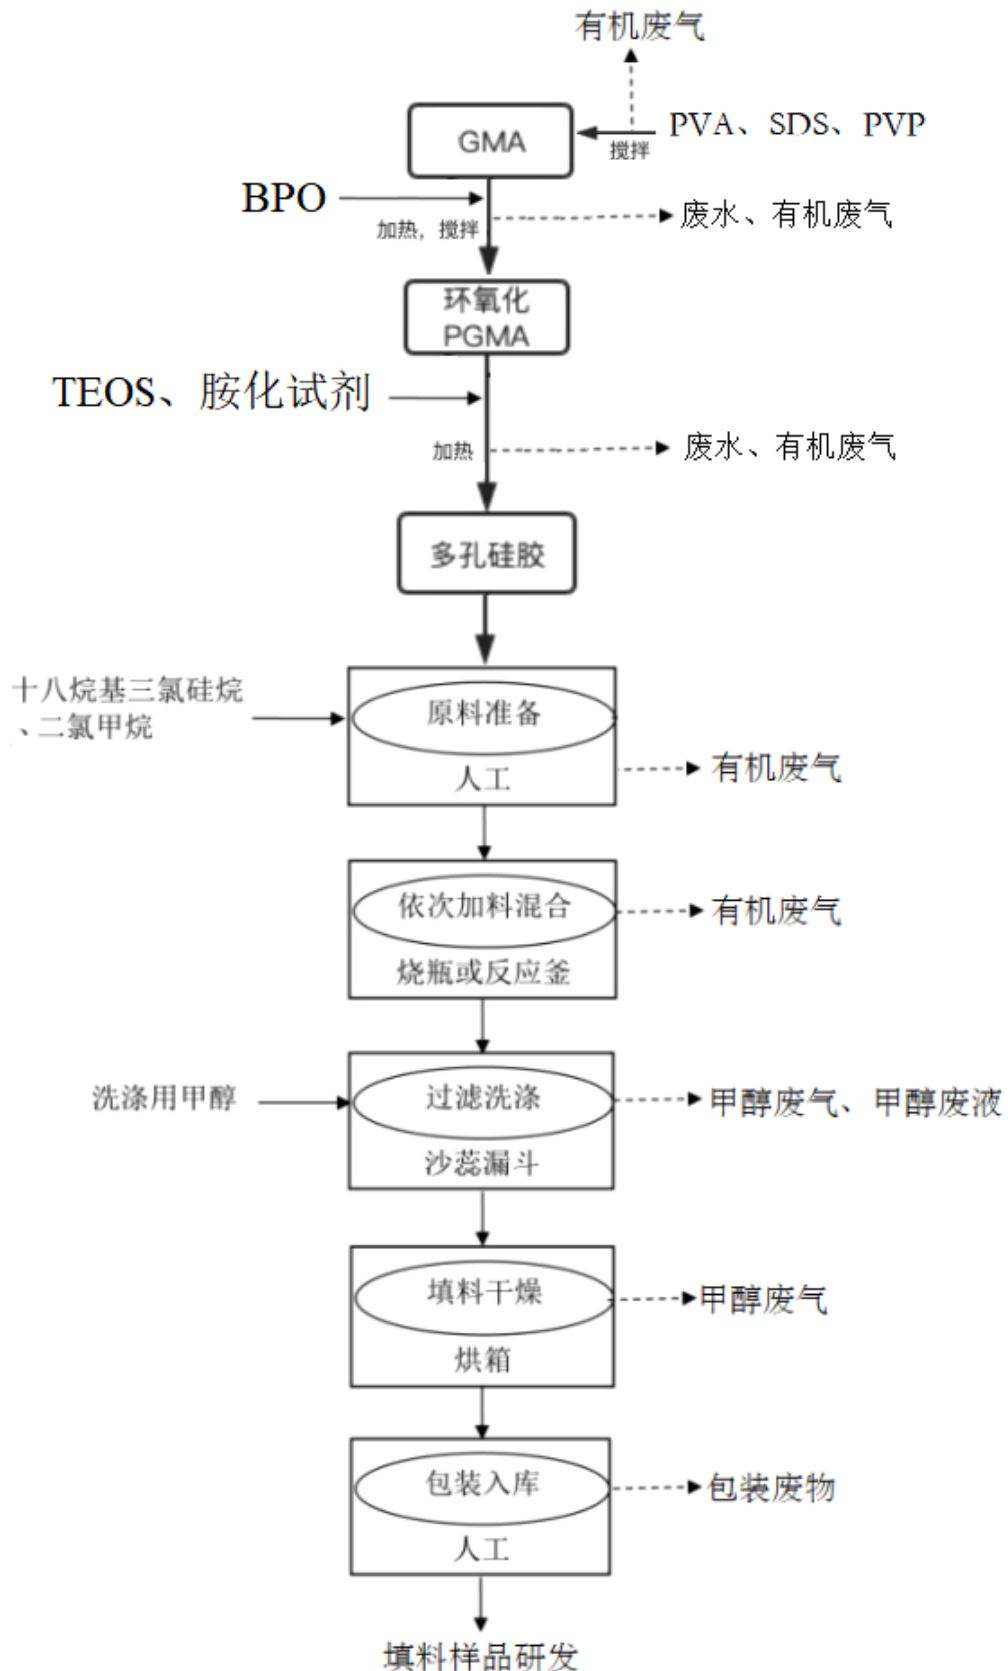 有机废气
GMA
PVA、SDS、PVP
搅拌
BPO
加热，搅拌
废水、有机废气
环氧化
PGMA
TEOS、胺化试剂
加热
废水、有机废气
多孔硅胶
十八烷基三氯硅烷
、二氯甲烷
原料准备
人工
有机废气
依次加料混合
烧瓶或反应釜
有机废气
洗涤用甲醇
过滤洗涤
沙蕊漏斗
甲醇废气、甲醇废液
填料干燥
烘箱
甲醇废气
包装入库
人工
包装废物
填料样品研发